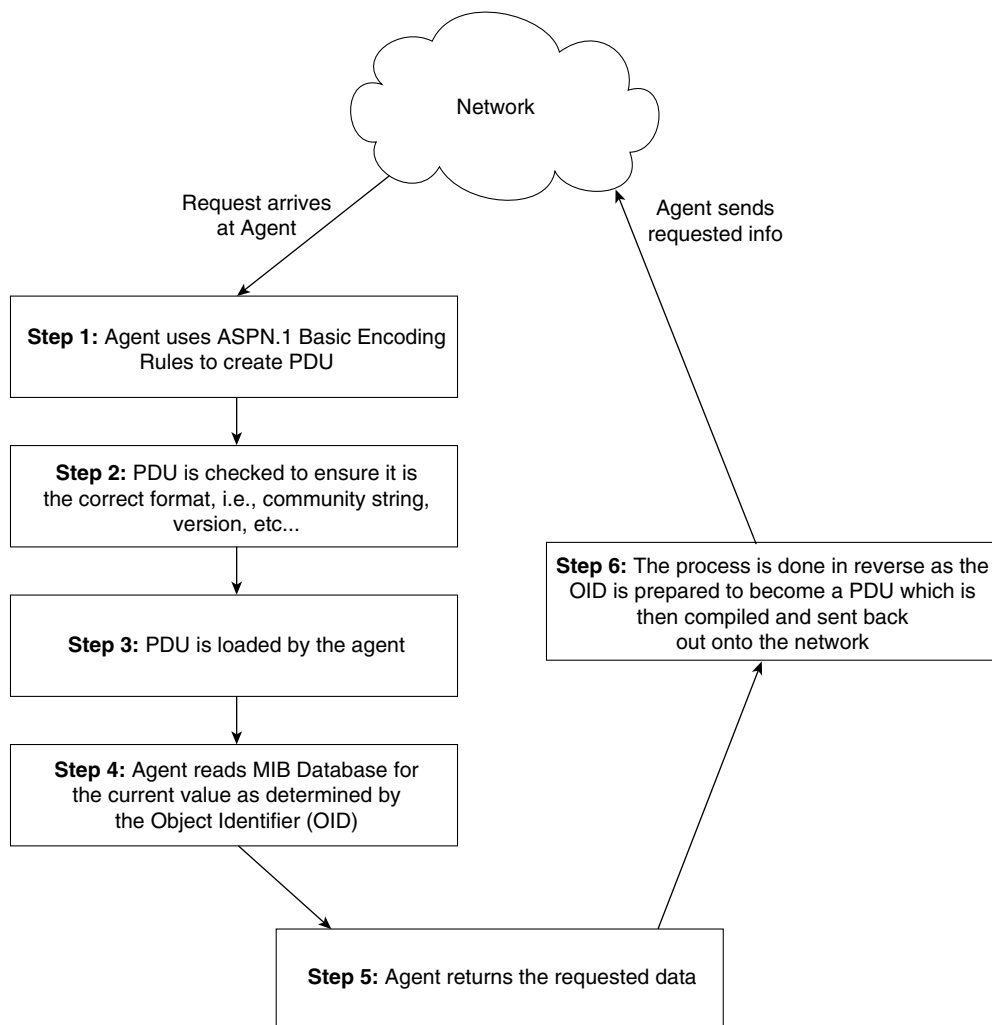 Network
Request arrives
at Agent
Agent sends
requested info
Step 1: Agent uses ASPN.1 Basic Encoding
Rules to create PDU
Step 2: PDU is checked to ensure it is
the correct format, i.e., community string,
version, etc...
Step 3: PDU is loaded by the agent
Step 4: Agent reads MIB Database for
the current value as determined by
the Object Identifier (OID)
Step 5: Agent returns the requested data
Step 6: The process is done in reverse as the
OID is prepared to become a PDU which is
then compiled and sent back
out onto the network